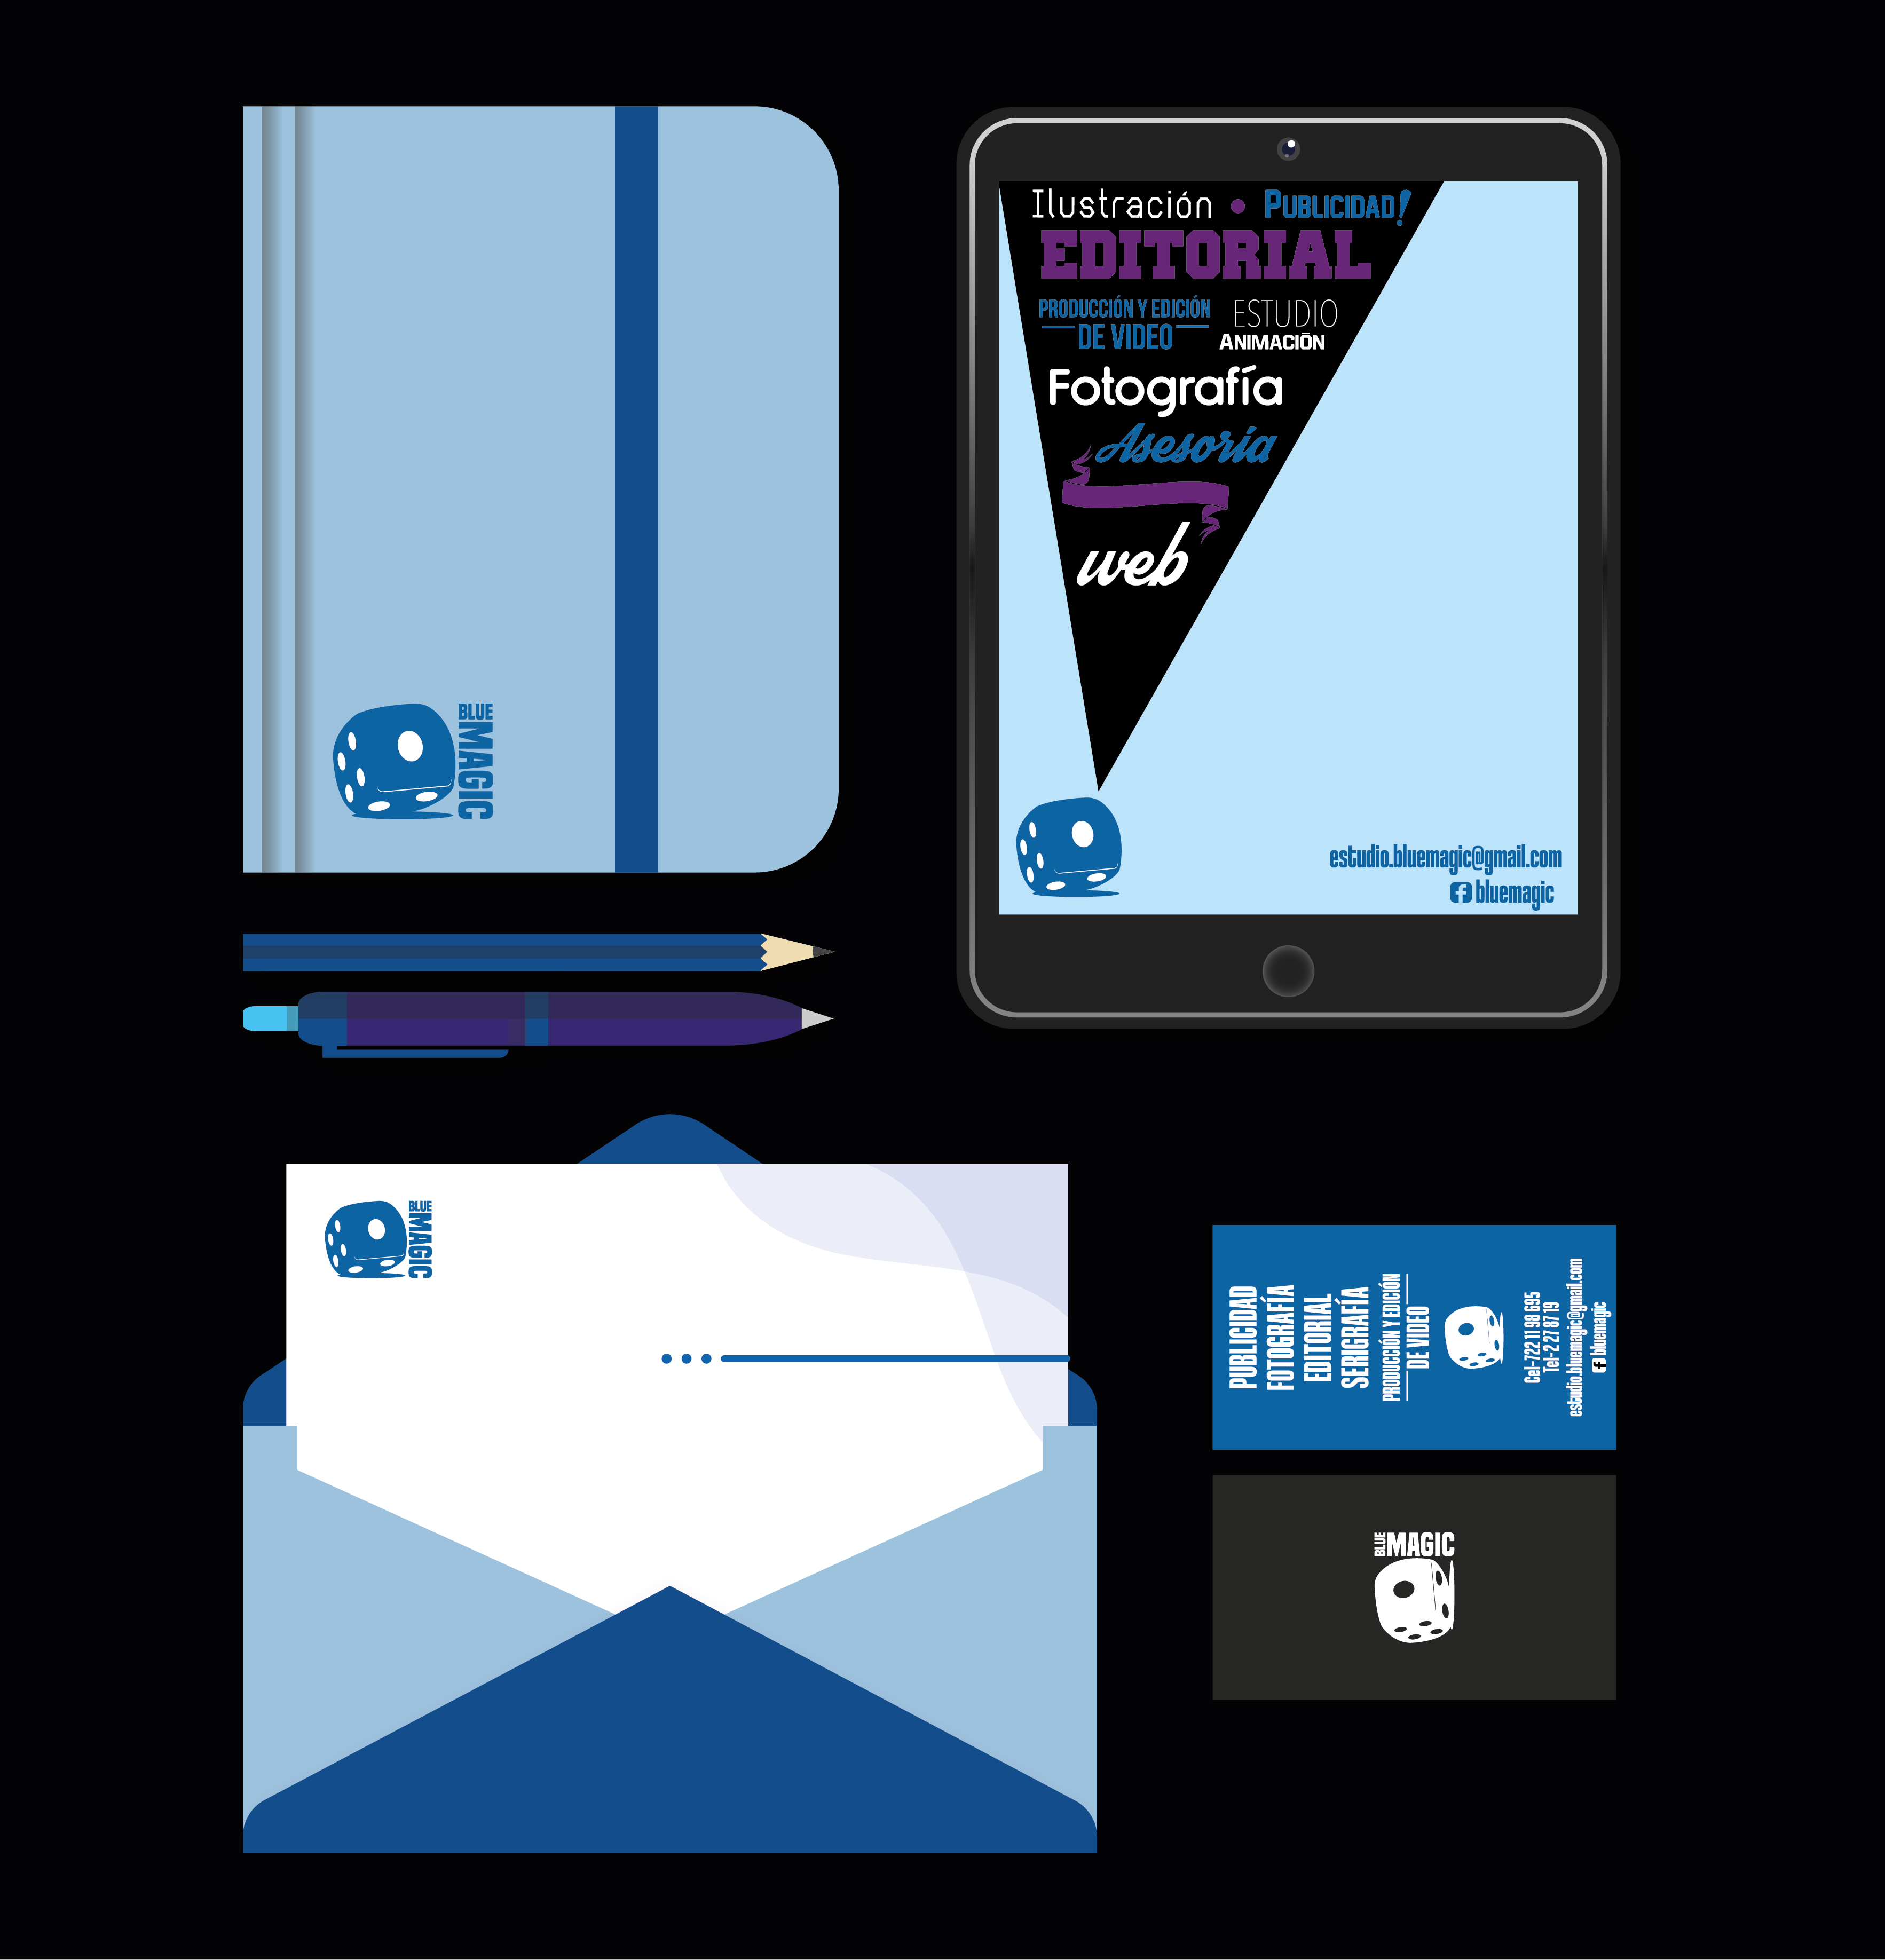 BLUE
MAGIC
Ilustración • PUBLICIDAD!
EDITORIAL
PRODUCCIÓN Y EDICIÓN
DE VIDEO
ESTUDIO
ANIMACIÓN
Fotografía
Asesoría
web
estudio.bluemagic@gmail.com
bluemagic
BLUE
MAGIC
PUBLICIDAD
FOTOGRAFÍA
EDITORIAL
SERIGRAFÍA
PRODUCCIÓN Y EDICIÓN
DE VIDEO
Cel-722 11 98 695
Tel-2 27 87 19
estudio.bluemagic@gmail.com
bluemagic
BLUE
MAGIC